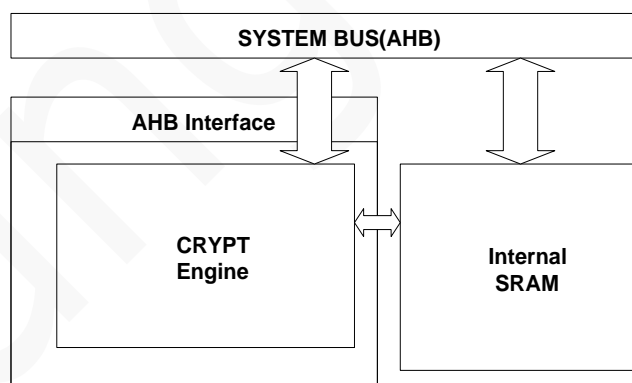 SYSTEM BUS(AHB)
AHB Interface
CRYPT
Engine
Internal
SRAM